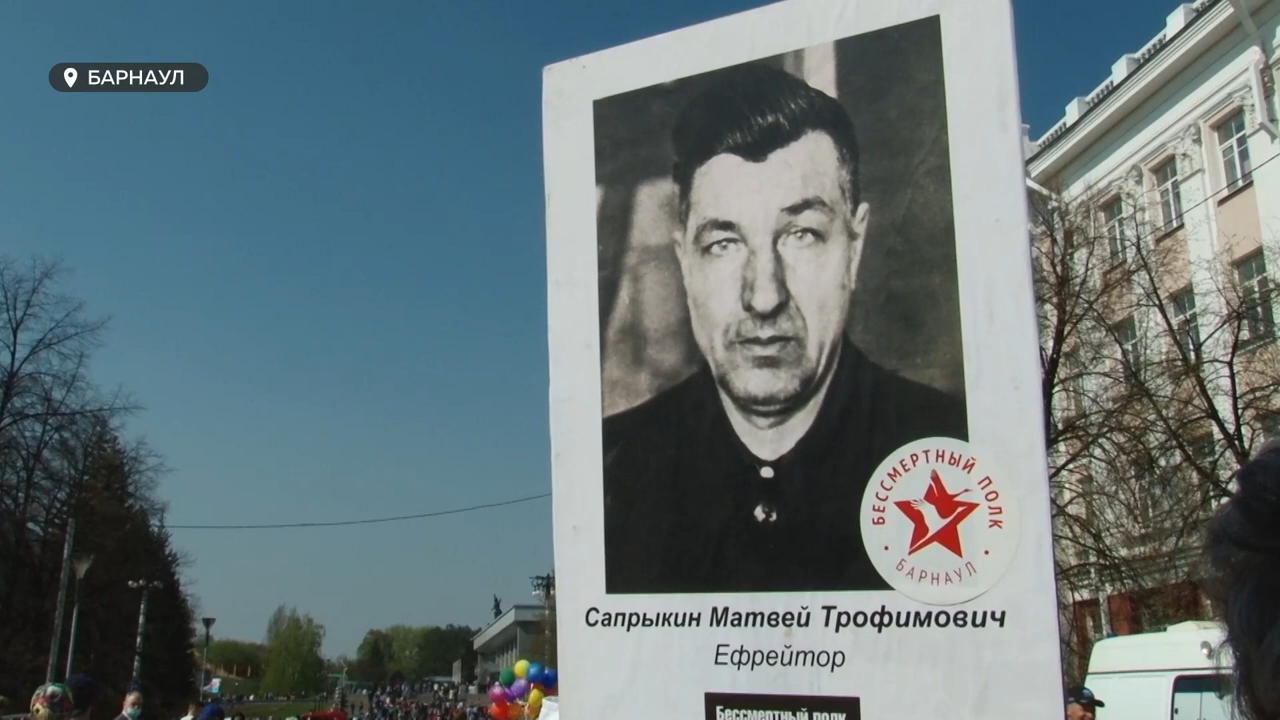 БАРНАУЛ
БЕССМЕРТНЫЙ ПОЛК
• БАРНАУЛ •
Сапрыкин Матвей Трофимович
Ефрейтор
Бессмертный полк